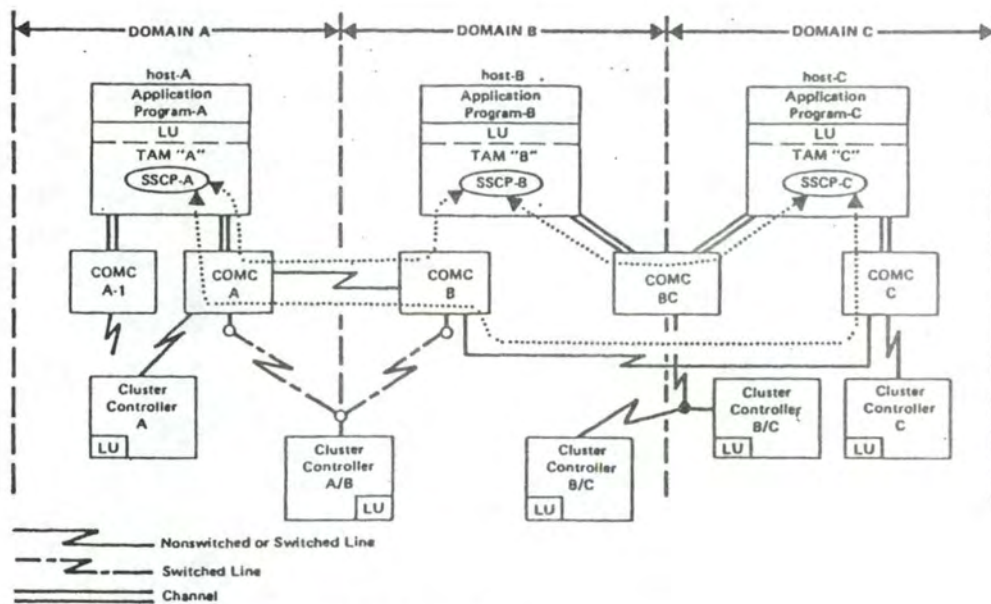 DOMAIN A
DOMAIN B
DOMAIN C
host-A
Application
Program-A
LU
TAM "A"
SSCP-A
host-B
Application
Program-B
LU
TAM "B"
SSCP-B
host-C
Application
Program-C
LU
TAM "C"
SSCP-C
COMC
A-1
COMC
A
COMC
B
COMC
BC
COMC
C
Cluster
Controller
A
LU
Cluster
Controller
A/B
LU
Cluster
Controller
B/C
LU
Cluster
Controller
B/C
LU
Cluster
Controller
C
LU
Nonswitched or Switched Line
Switched Line
Channel